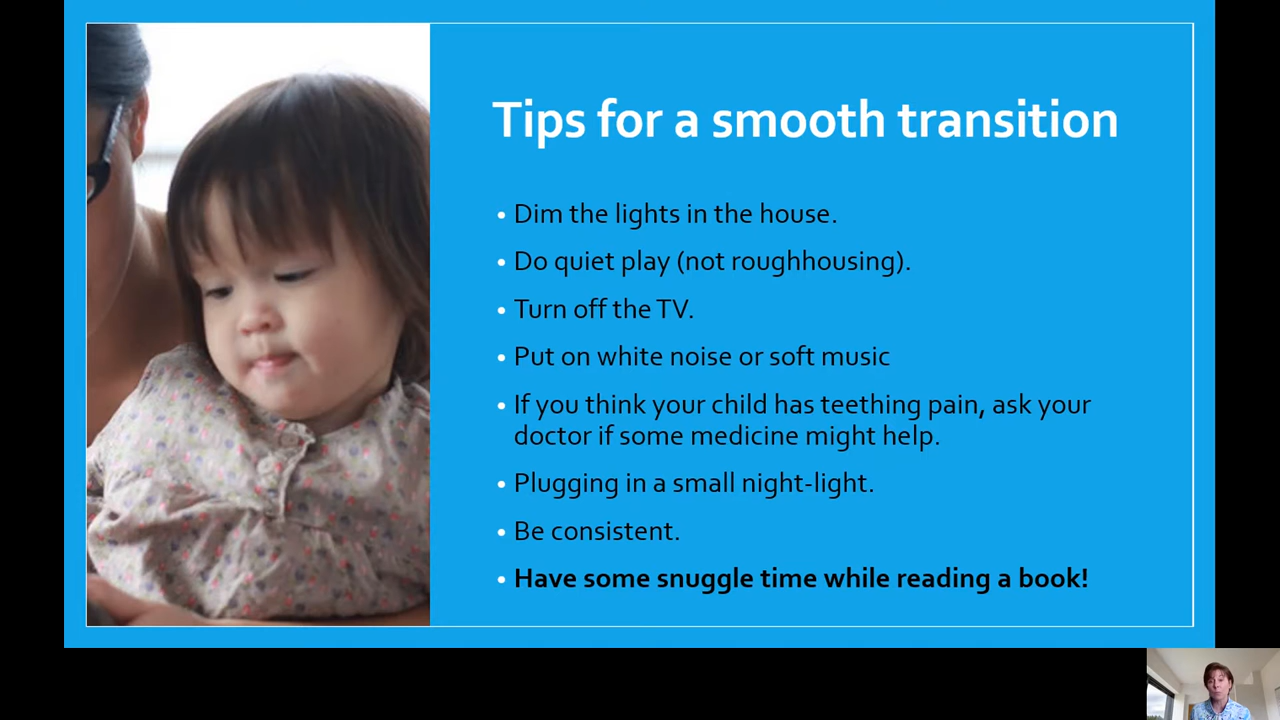 Tips for a smooth transition
• Dim the lights in the house.
• Do quiet play (not roughhousing).
• Turn off the TV.
• Put on white noise or soft music
• If you think your child has teething pain, ask your
doctor if some medicine might help.
• Plugging in a small night-light.
• Be consistent.
• Have some snuggle time while reading a book!